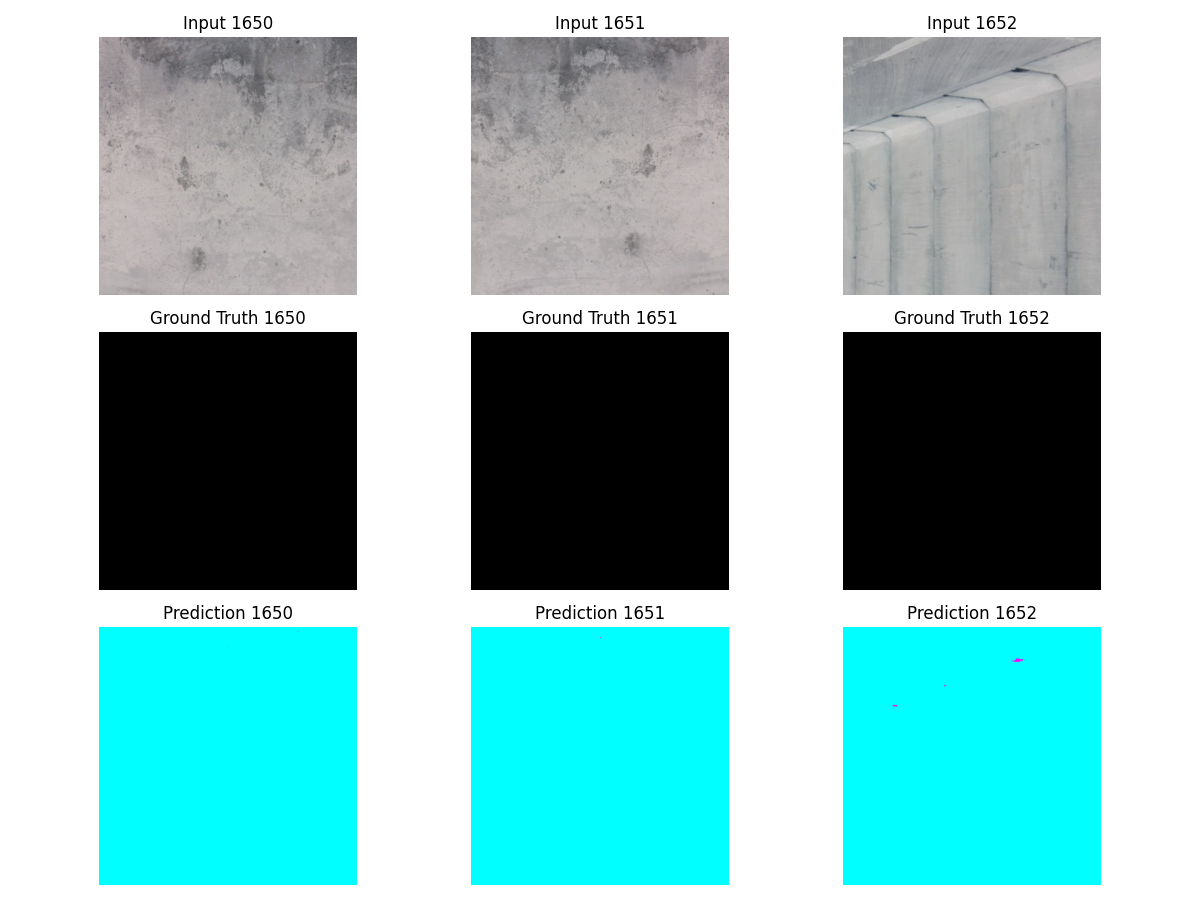 Input 1650
Input 1651
Input 1652
Ground Truth 1650
Ground Truth 1651
Ground Truth 1652
Prediction 1650
Prediction 1651
Prediction 1652